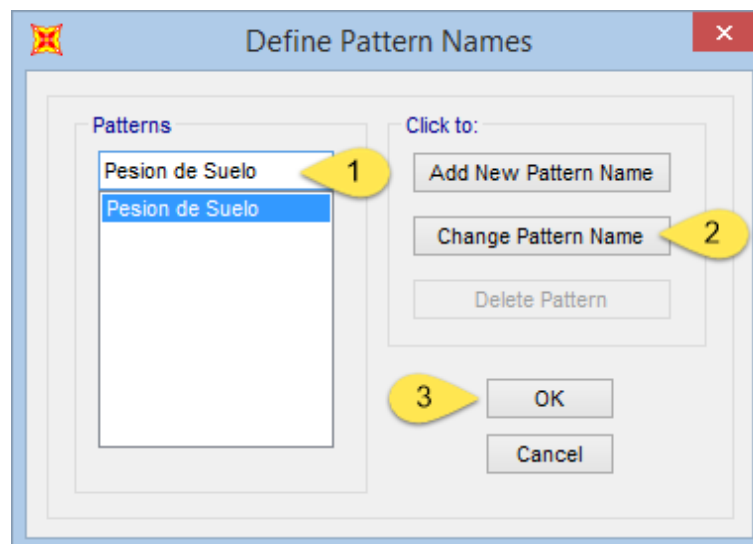 Define Pattern Names
x
Patterns
Pesion de Suelo
1
Pesion de Suelo
Click to:
Add New Pattern Name
Change Pattern Name
2
Delete Pattern
3
OK
Cancel